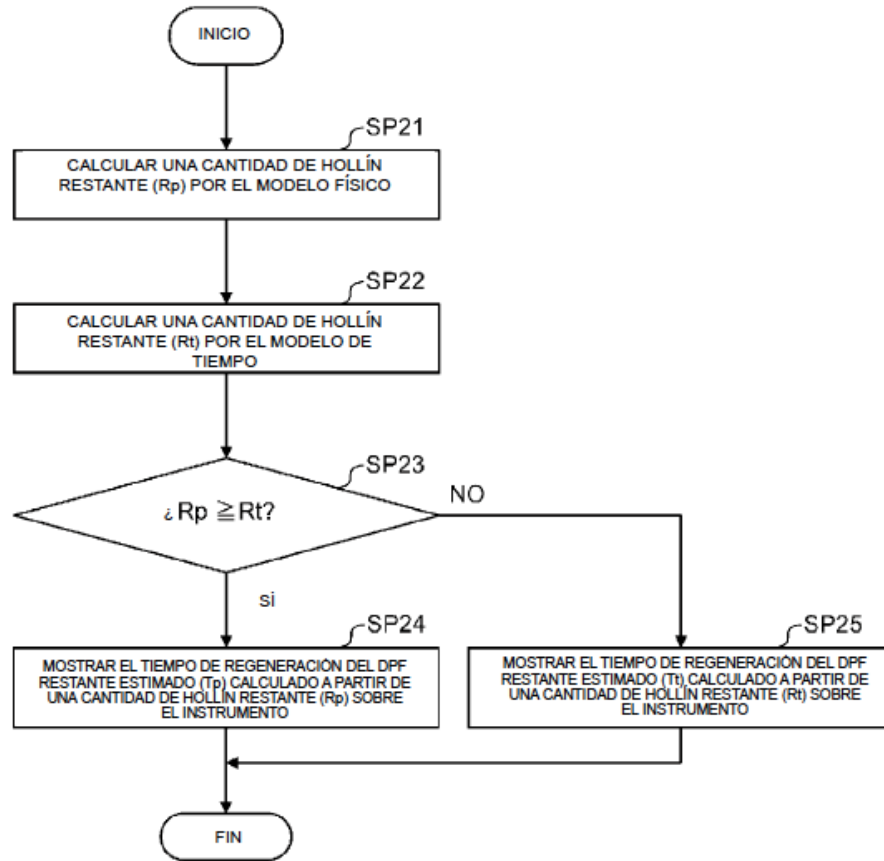 INICIO
SP21
CALCULAR UNA CANTIDAD DE HOLLÍN
RESTANTE (Rp) POR EL MODELO FÍSICO
SP22
CALCULAR UNA CANTIDAD DE HOLLÍN
RESTANTE (Rt) POR EL MODELO DE
TIEMPO
SP23
¿Rp ≧Rt?
NO
si
SP24
MOSTRAR EL TIEMPO DE REGENERACIÓN DEL DPF
RESTANTE ESTIMADO (Tp) CALCULADO A PARTIR DE
UNA CANTIDAD DE HOLLÍN RESTANTE (Rp) SOBRE
EL INSTRUMENTO
SP25
MOSTRAR EL TIEMPO DE REGENERACIÓN DEL DPF
RESTANTE ESTIMADO (Tt) CALCULADO A PARTIR DE
UNA CANTIDAD DE HOLLÍN RESTANTE (Rt) SOBRE
EL INSTRUMENTO
FIN